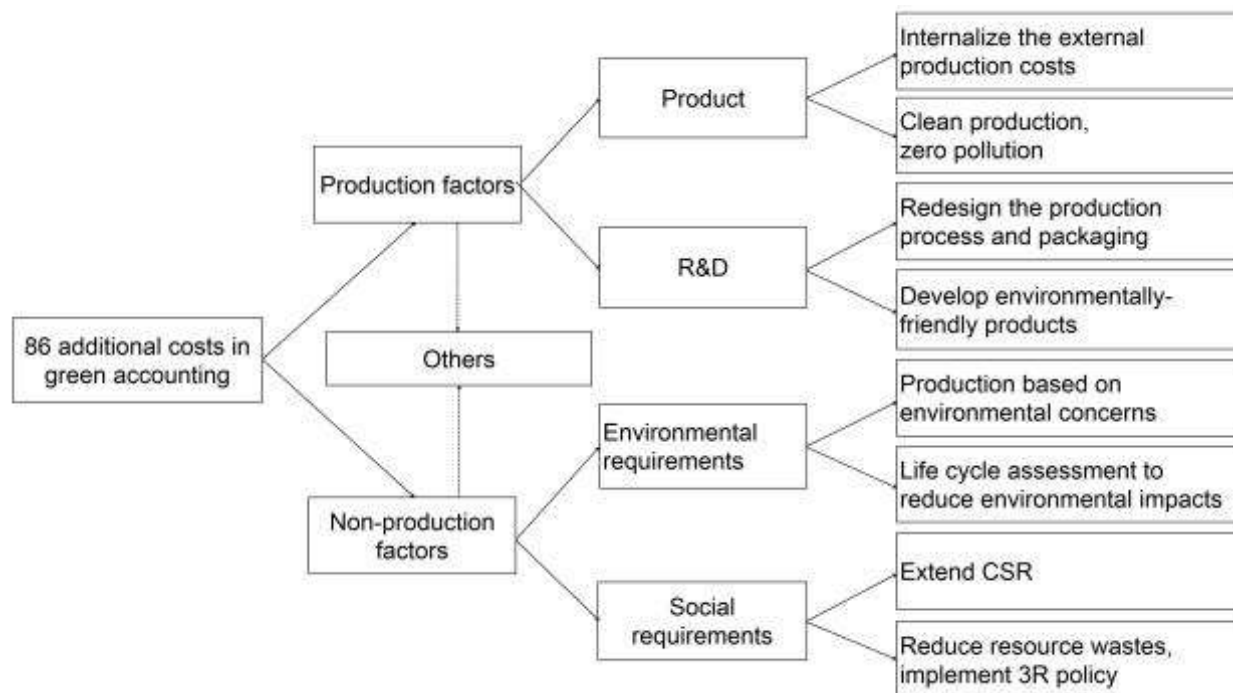 86 additional costs in
green accounting
Production factors
Others
Non-production
factors
Product
R&D
Environmental
requirements
Social
requirements
Internalize the external
production costs
Clean production,
zero pollution
Redesign the production
process and packaging
Develop environmentally-
friendly products
Production based on
environmental concerns
Life cycle assessment to
reduce environmental impacts
Extend CSR
Reduce resource wastes,
implement 3R policy